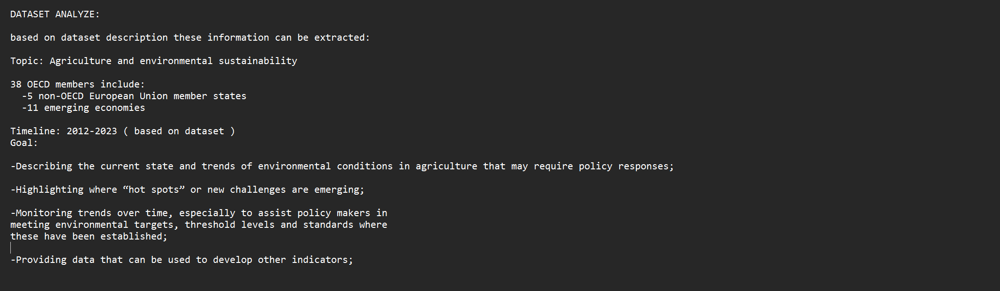 DATASET ANALYZE:
based on dataset description these information can be extracted:
Topic: Agriculture and environmental sustainability
38 OECD members include:
-5 non-OECD European Union member states
-11 emerging economies
Timeline: 2012-2023 ( based on dataset )
Goal:
-Describing the current state and trends of environmental conditions in agriculture that may require policy responses;
-Highlighting where “hot spots” or new challenges are emerging;
-Monitoring trends over time, especially to assist policy makers in
meeting environmental targets, threshold levels and standards where
these have been established;
-Providing data that can be used to develop other indicators;